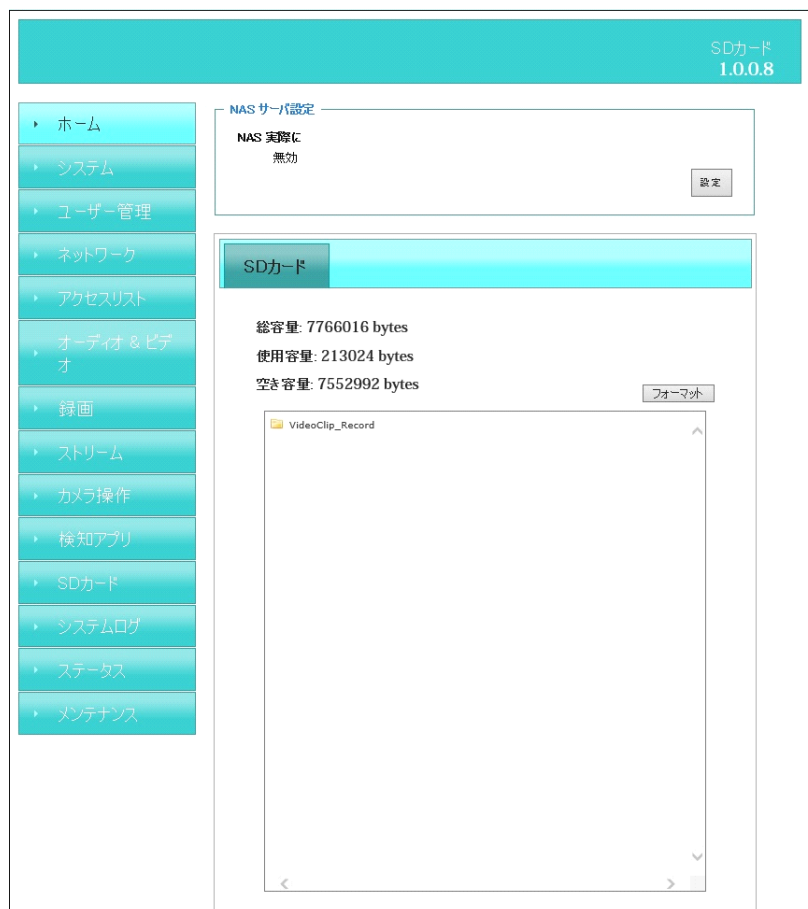 SDカード
1.0.0.8
ホーム
システム
ユーザー管理
ネットワーク
アクセスリスト
オーディオ & ビデ
オ
録画
ストリーム
カメラ操作
検知アプリ
SDカード
システムログ
ステータス
メンテナンス
NAS サーバ設定
NAS 実際に
無効
設定
SDカード
総容量: 7766016 bytes
使用容量: 213024 bytes
空き容量: 7552992 bytes
フォーマット
VideoClip_Record